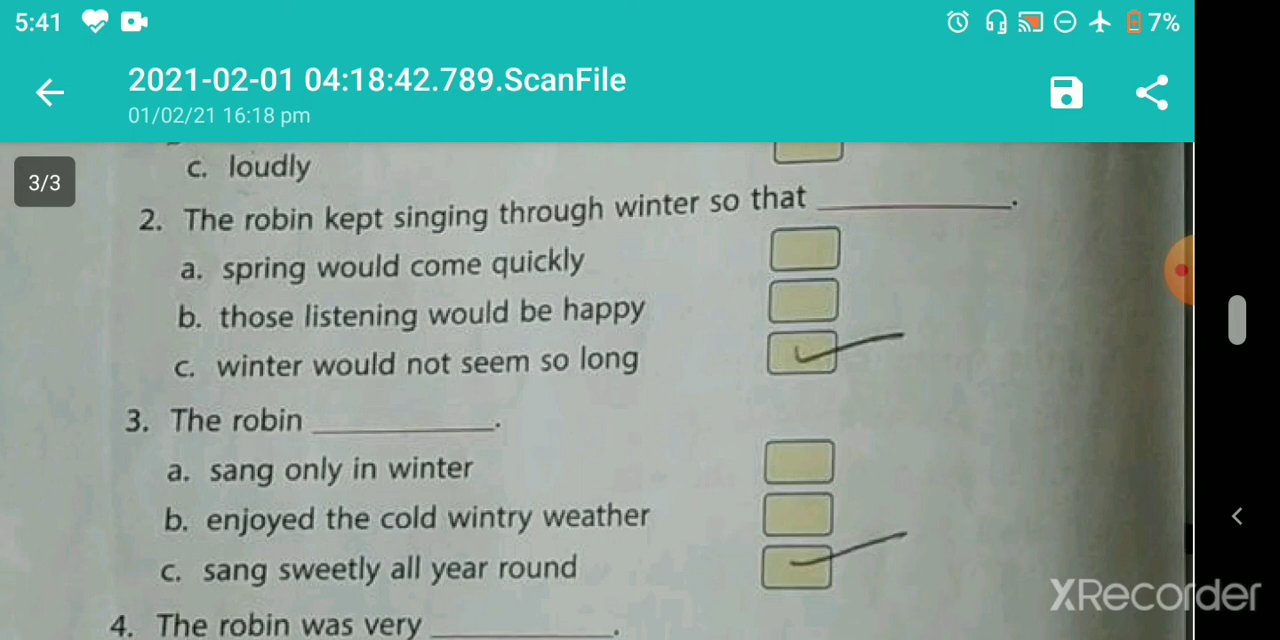 5:41 7%
2021-02-01 04:18:42.789.ScanFile
01/02/21 16:18 pm
3/3
c. loudly
2. The robin kept singing through winter so that ____________.
a. spring would come quickly
b. those listening would be happy
c. winter would not seem so long
3. The robin ____________.
a. sang only in winter
b. enjoyed the cold wintry weather
c. sang sweetly all year round
4. The robin was very ____________.
XRecorder